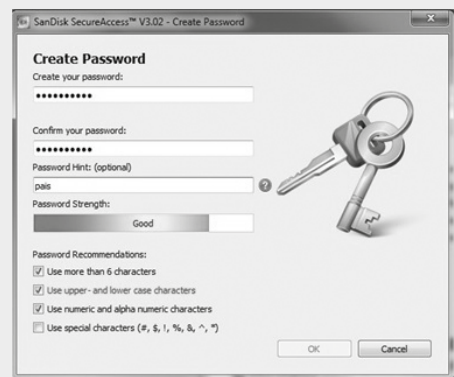 SanDisk SecureAccess™ V3.02 - Create Password
Create Password
Create your password:
••••••••••
Confirm your password:
••••••••••
Password Hint: (optional)
pais
?
Password Strength:
Good
Password Recommendations:
Use more than 6 characters
Use upper- and lower case characters
Use numeric and alpha numeric characters
Use special characters (#, $, !, %, &, ^, *)
OK
Cancel